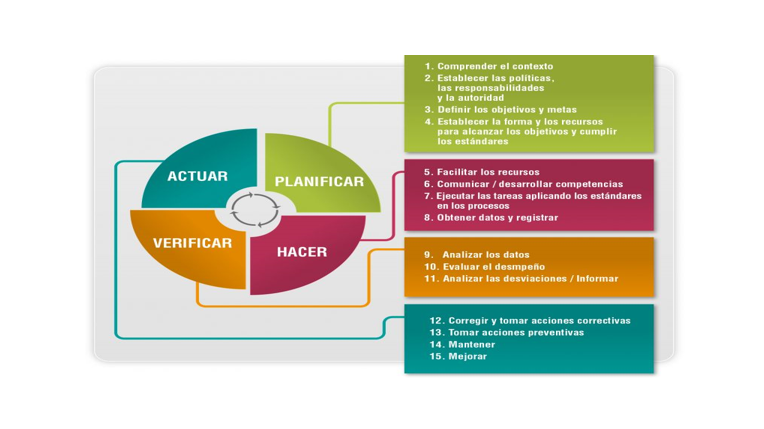 ACTUAR
PLANIFICAR
VERIFICAR
HACER
1. Comprender el contexto
2. Establecer las políticas,
las responsabilidades
y la autoridad
3. Definir los objetivos y metas
4. Establecer la forma y los recursos
para alcanzar los objetivos y cumplir
los estándares
5. Facilitar los recursos
6. Comunicar / desarrollar competencias
7. Ejecutar las tareas aplicando los estándares
en los procesos
8. Obtener datos y registrar
9. Analizar los datos
10. Evaluar el desmpeño
11. Analizar las desviaciones / Informar
12. Corregir y tomar acciones correctivas
13. Tomar acciones preventivas
14. Mantener
15. Mejorar